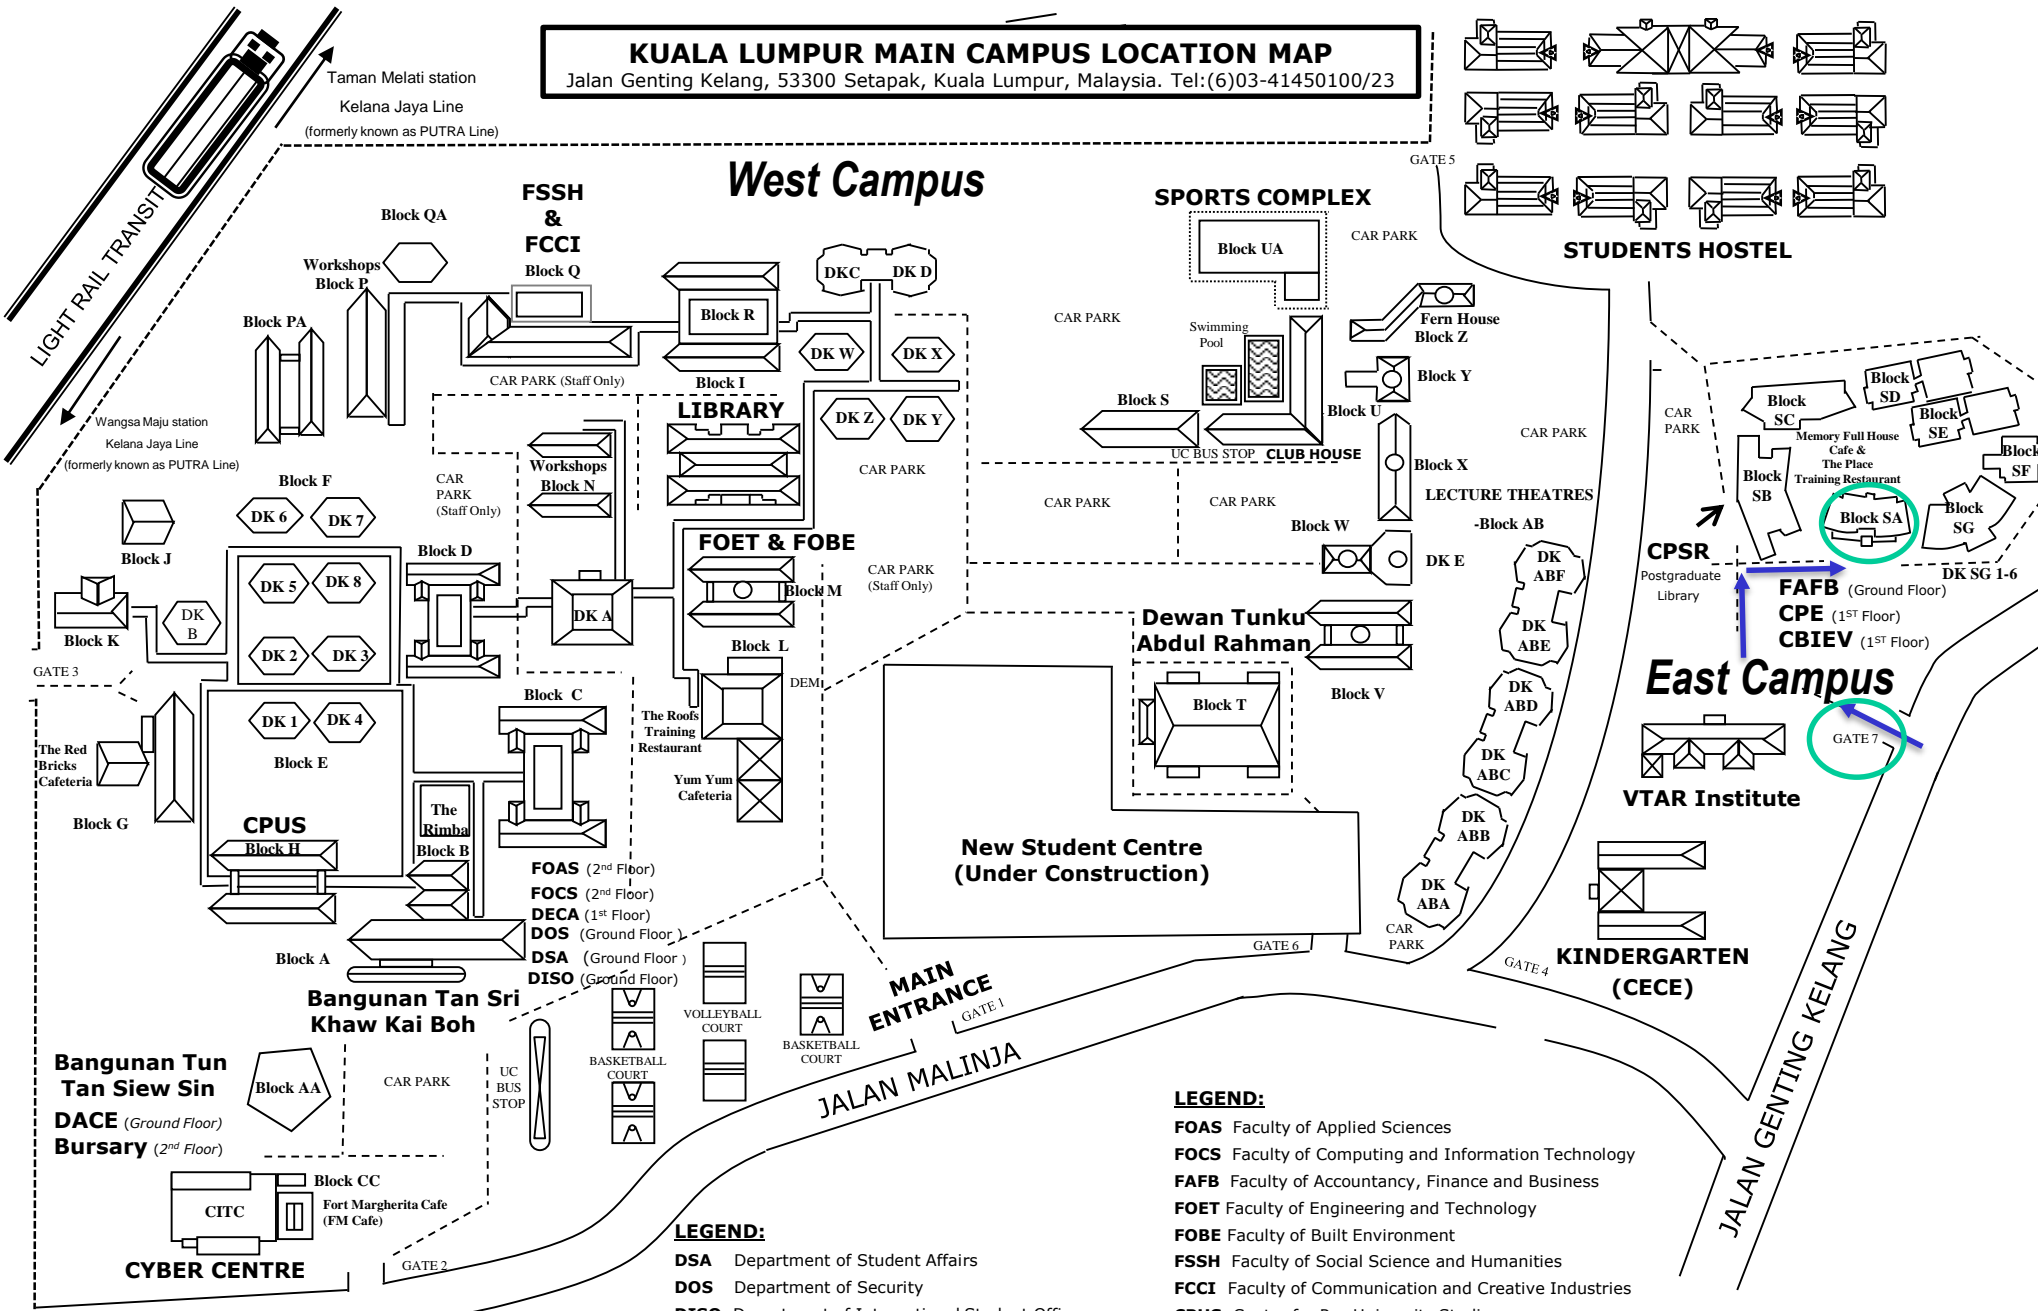 KUALA LUMPUR MAIN CAMPUS LOCATION MAP
Jalan Genting Kelang, 53300 Setapak, Kuala Lumpur, Malaysia. Tel:(6)03-41450100/23
Taman Melati station
Kelana Jaya Line
(formerly known as PUTRA Line)
LIGHT RAIL TRANSIT
Wangsa Maju station
Kelana Jaya Line
(formerly known as PUTRA Line)
West Campus
FSSH
&
FCCI
Block Q
Block QA
Workshops
Block P
Block PA
CAR PARK (Staff Only)
Block R
Block I
DKC
DK D
DK W
DK X
DK Z
DK Y
CAR PARK
LIBRARY
Workshops
Block N
CAR
PARK
(Staff Only)
Block F
DK 6
DK 7
DK 5
DK 8
DK 2
DK 3
DK 1
DK 4
Block E
Block J
Block K
DK
B
GATE 3
Block D
DK A
FOET & FOBE
Block M
CAR PARK
(Staff Only)
Block L
DEM
The Roofs
Training
Restaurant
Yum Yum
Cafeteria
Block C
The Red
Bricks
Cafeteria
Block G
The
Rimba
CPUS
Block H
Block B
Block A
FOAS (2nd Floor)
FOCS (2nd Floor)
DECA (1st Floor)
DOS (Ground Floor )
DSA (Ground Floor )
DISO (Ground Floor)
Bangunan Tan Sri
Khaw Kai Boh
Bangunan Tun
Tan Siew Sin
DACE (Ground Floor)
Bursary (2nd Floor)
Block AA
CAR PARK
UC
BUS
STOP
BASKETBALL
COURT
VOLLEYBALL
COURT
BASKETBALL
COURT
Block CC
CITC
Fort Margherita Cafe
(FM Cafe)
CYBER CENTRE
GATE 2
MAIN
ENTRANCE
GATE 1
JALAN MALINJA
SPORTS COMPLEX
Block UA
CAR PARK
CAR PARK
Swimming
Pool
Fern House
Block Z
Block Y
Block S
Block U
UC BUS STOP
CLUB HOUSE
Block X
CAR PARK
CAR PARK
CAR PARK
LECTURE THEATRES
-Block AB
Block W
DK E
DK
ABF
DK
ABE
DK
ABD
DK
ABC
DK
ABB
DK
ABA
Dewan Tunku
Abdul Rahman
Block V
Block T
New Student Centre
(Under Construction)
GATE 6
CAR
PARK
GATE 4
GATE 5
STUDENTS HOSTEL
CAR
PARK
Block
SC
Block
SD
Block
SE
Block
SF
Memory Full House
Cafe &
The Place
Training Restaurant
Block
SB
Block SA
Block
SG
CPSR
Postgraduate
Library
DK SG 1-6
FAFB (Ground Floor)
CPE (1ST Floor)
CBIEV (1ST Floor)
East Campus
GATE 7
VTAR Institute
KINDERGARTEN
(CECE)
JALAN GENTING KELANG
LEGEND:
DSA Department of Student Affairs
DOS Department of Security
LEGEND:
FOAS Faculty of Applied Sciences
FOCS Faculty of Computing and Information Technology
FAFB Faculty of Accountancy, Finance and Business
FOET Faculty of Engineering and Technology
FOBE Faculty of Built Environment
FSSH Faculty of Social Science and Humanities
FCCI Faculty of Communication and Creative Industries